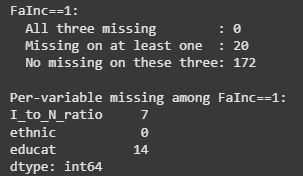 FaInc==1:
  All three missing         : 0
  Missing on at least one  : 20
  No missing on these three: 172

Per-variable missing among FaInc==1:
I_to_N_ratio     7
ethnic           0
educat          14
dtype: int64